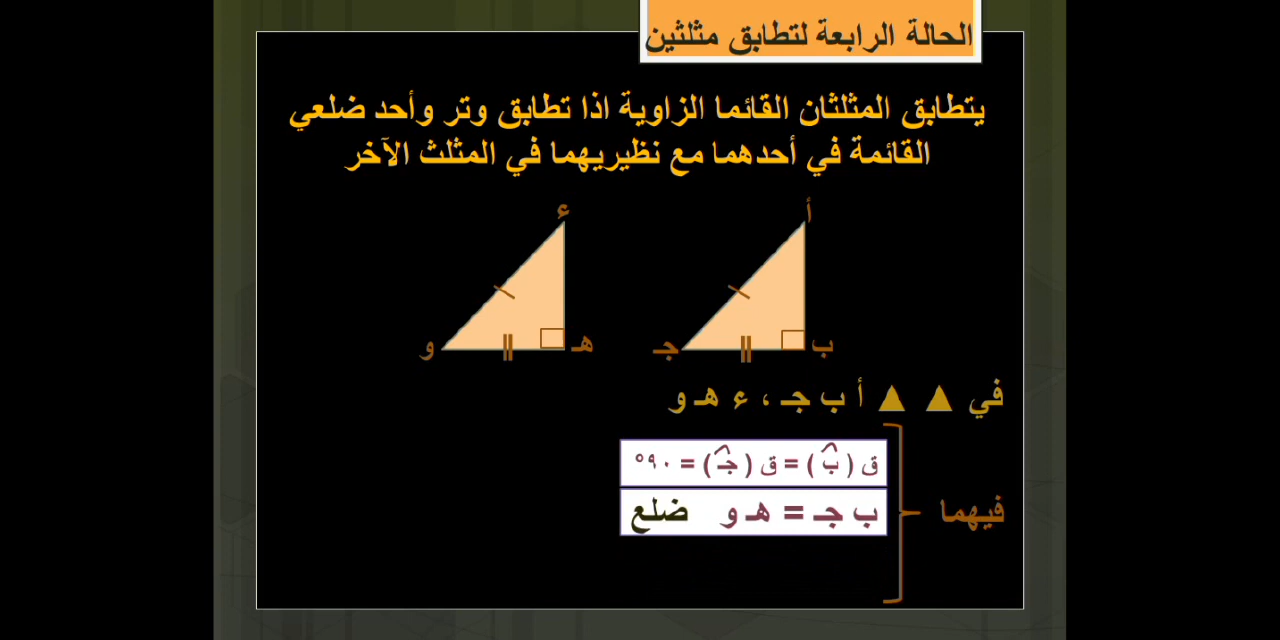 الحالة الرابعة لتطابق مثلثين
يتطابق المثلثان القائما الزاوية اذا تطابق وتر وأحد ضلعي
القائمة في أحدهما مع نظيريهما في المثلث الآخر
ء
أ
و
هـ
جـ
ب
في ▲ ▲ أ ب جـ ، ء هـ و
ق ( ب̂ ) = ق ( جـ̂ ) = ٩٠°
فيهما
ب جـ = هـ و ضلع